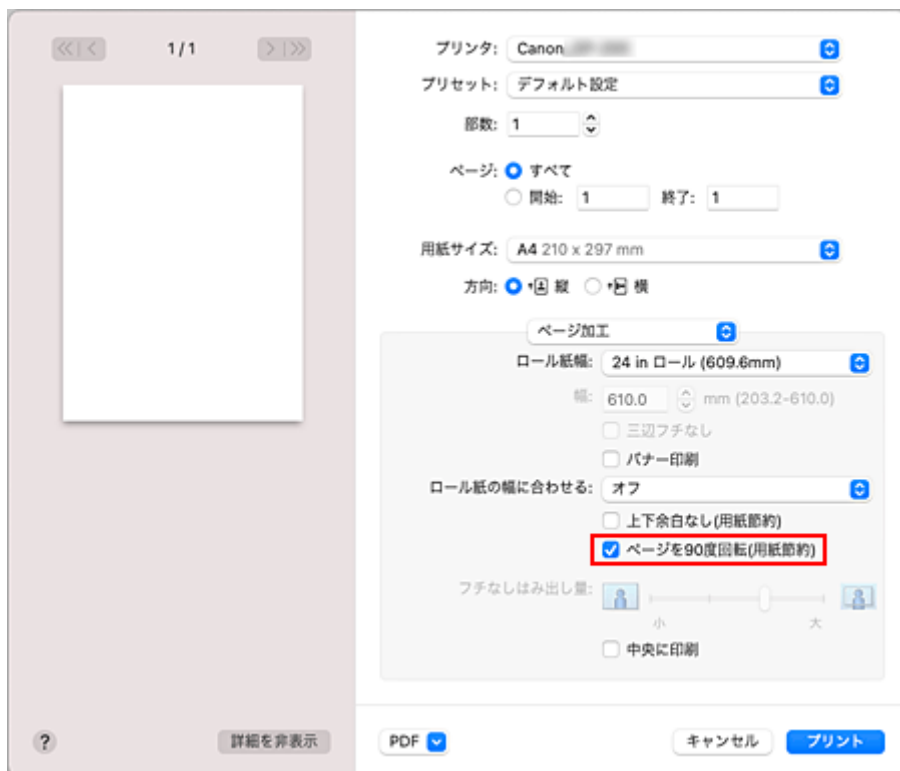 1 / 1
プリンタ: Canon
プリセット: デフォルト設定
部数: 1
ページ: すべて
開始: 1 終了: 1
用紙サイズ: A4 210 x 297 mm
方向: 縦 横
ページ加工
ロール紙幅: 24 in ロール (609.6mm)
幅: 610.0 mm (203.2-610.0)
三辺フチなし
バナー印刷
ロール紙の幅に合わせる: オフ
上下余白なし(用紙節約)
ページを90度回転(用紙節約)
フチなしはみ出し量:
小 大
中央に印刷
? 詳細を非表示 PDF キャンセル プリント